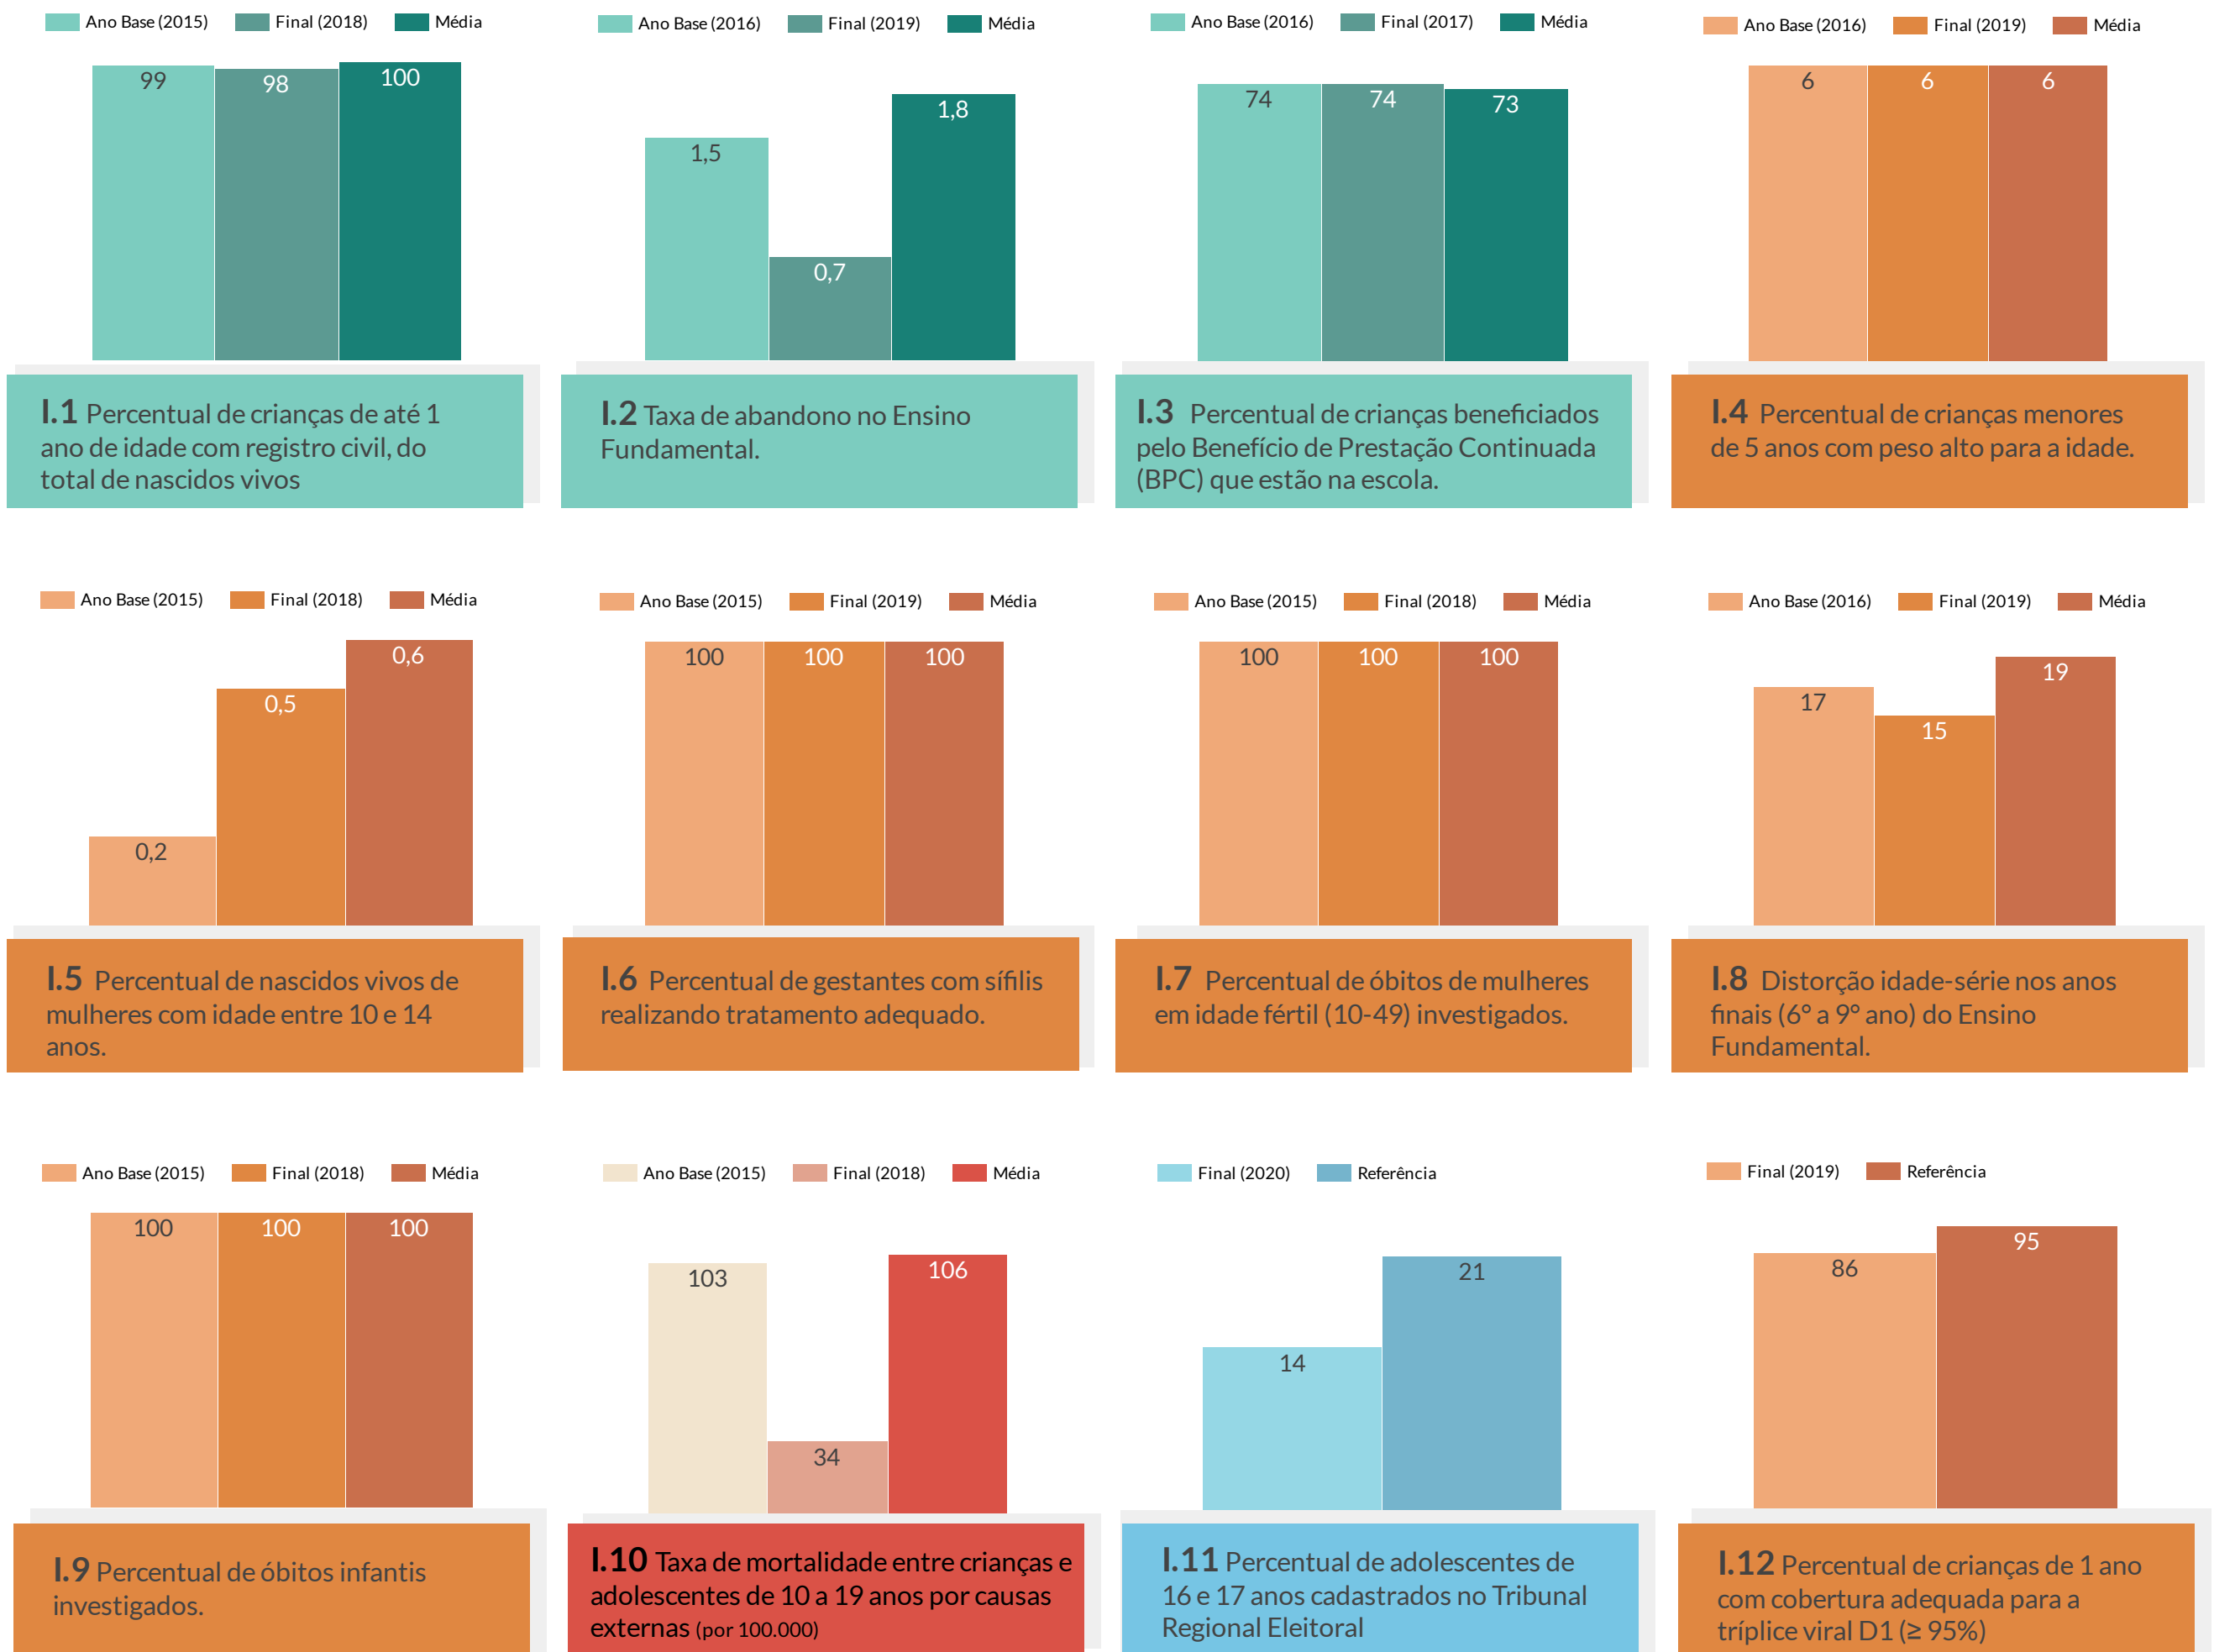 Ano Base (2015) Final (2018) Média
99 98 100
I.1 Percentual de crianças de até 1
ano de idade com registro civil, do
total de nascidos vivos
Ano Base (2016) Final (2019) Média
1,5 0,7 1,8
I.2 Taxa de abandono no Ensino
Fundamental.
Ano Base (2016) Final (2017) Média
74 74 73
I.3 Percentual de crianças beneficiados
pelo Benefício de Prestação Continuada
(BPC) que estão na escola.
Ano Base (2016) Final (2019) Média
6 6 6
I.4 Percentual de crianças menores
de 5 anos com peso alto para a idade.
Ano Base (2015) Final (2018) Média
0,2 0,5 0,6
I.5 Percentual de nascidos vivos de
mulheres com idade entre 10 e 14
anos.
Ano Base (2015) Final (2019) Média
100 100 100
I.6 Percentual de gestantes com sífilis
realizando tratamento adequado.
Ano Base (2015) Final (2018) Média
100 100 100
I.7 Percentual de óbitos de mulheres
em idade fértil (10-49) investigados.
Ano Base (2016) Final (2019) Média
17 15 19
I.8 Distorção idade-série nos anos
finais (6º a 9º ano) do Ensino
Fundamental.
Ano Base (2015) Final (2018) Média
100 100 100
I.9 Percentual de óbitos infantis
investigados.
Ano Base (2015) Final (2018) Média
103 34 106
I.10 Taxa de mortalidade entre crianças e
adolescentes de 10 a 19 anos por causas
externas (por 100.000)
Final (2020) Referência
14 21
I.11 Percentual de adolescentes de
16 e 17 anos cadastrados no Tribunal
Regional Eleitoral
Final (2019) Referência
86 95
I.12 Percentual de crianças de 1 ano
com cobertura adequada para a
tríplice viral D1 (≥ 95%)